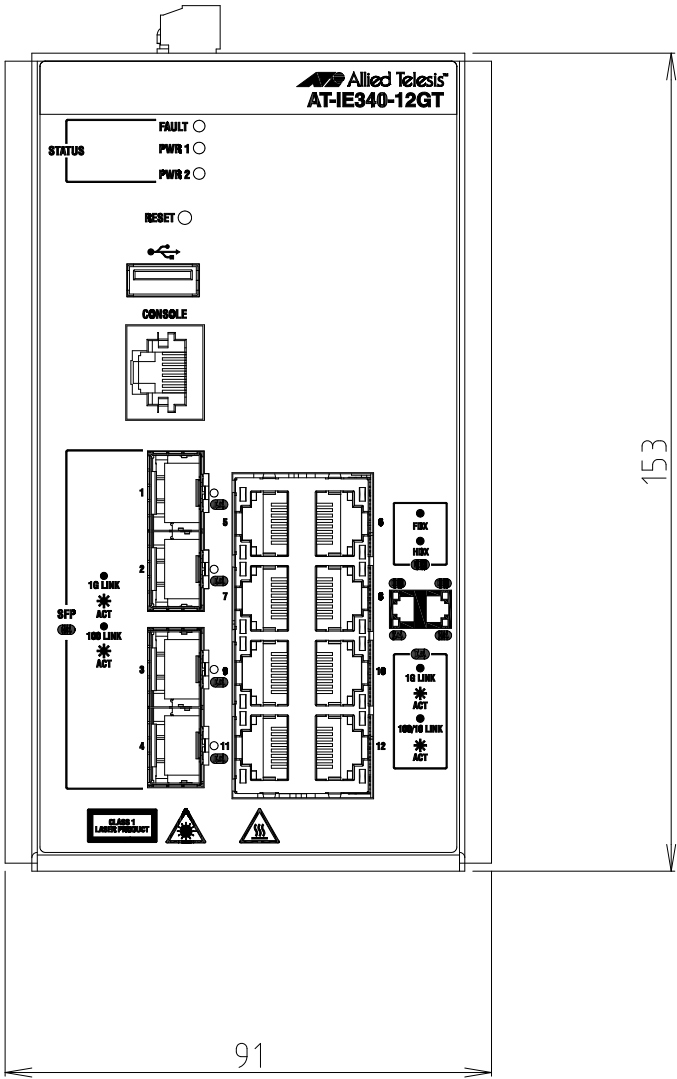 Allied Telesis™
AT-IE340-12GT
FAULT
STATUS
PWR 1
PWR 2
RESET
CONSOLE
1
5
6
FDX
HDX
2
1G LINK
7
8
ACT
SFP
100 LINK
ACT
3
9
10
1G LINK
ACT
100/10 LINK
4
11
12
ACT
CLASS 1
LASER PRODUCT
153
91